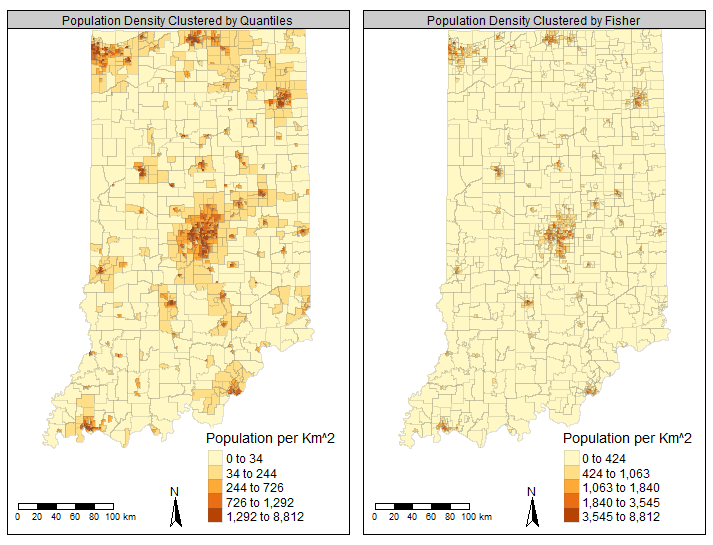 Population Density Clustered by Quantiles
Population per Km^2
0 to 34
34 to 244
244 to 726
726 to 1,292
1,292 to 8,812
N
0 20 40 60 80 100 km
Population Density Clustered by Fisher
Population per Km^2
0 to 424
424 to 1,063
1,063 to 1,840
1,840 to 3,545
3,545 to 8,812
N
0 20 40 60 80 100 km